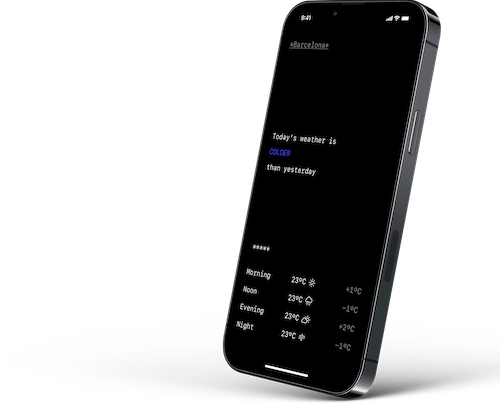 9:41
*Barcelona*
Today's weather is
COLDER
than yesterday
*****
Morning 23ºC +1ºC
Noon 23ºC -1ºC
Evening 23ºC +2ºC
Night 23ºC -1ºC